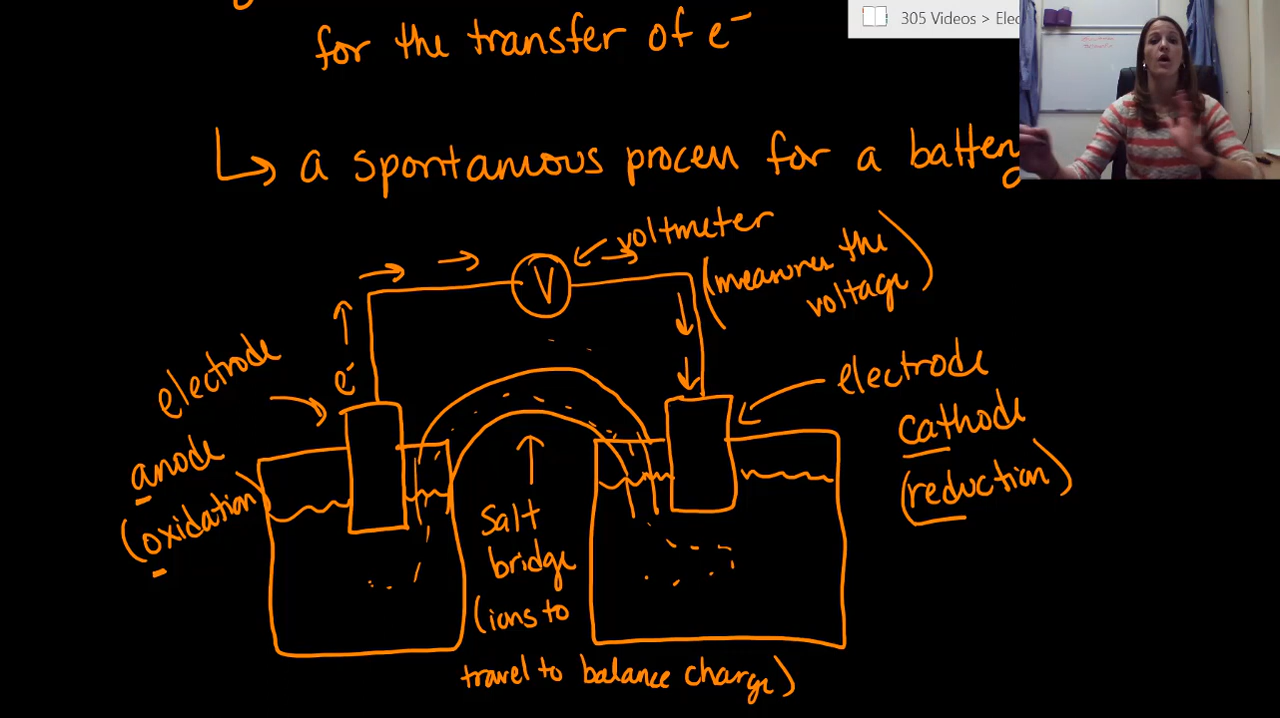 305 Videos > Elec
for the transfer of e⁻
↳ a spontaneous process for a battery
voltmeter
(measures the
voltage)
V
e⁻
electrode
anode
(oxidation)
electrode
cathode
(reduction)
Salt
bridge
(ions to
travel to balance charge)